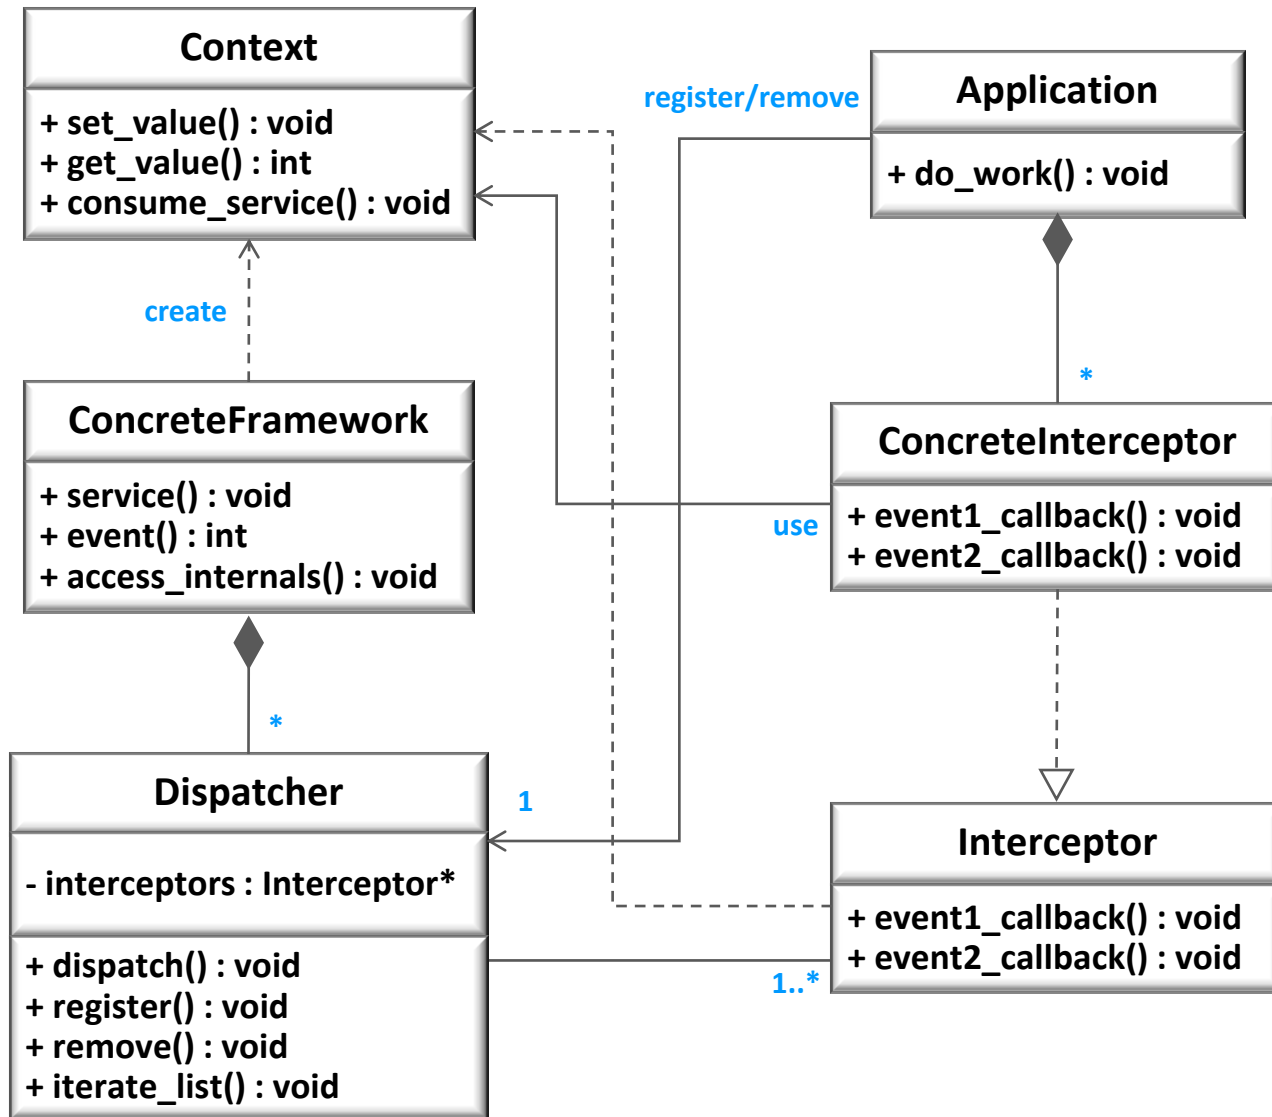 Context
+ set_value() : void
+ get_value() : int
+ consume_service() : void
register/remove
Application
+ do_work() : void
create
*
ConcreteFramework
+ service() : void
+ event() : int
+ access_internals() : void
ConcreteInterceptor
+ event1_callback() : void
+ event2_callback() : void
use
*
Dispatcher
- interceptors : Interceptor*
+ dispatch() : void
+ register() : void
+ remove() : void
+ iterate_list() : void
1
1..*
Interceptor
+ event1_callback() : void
+ event2_callback() : void